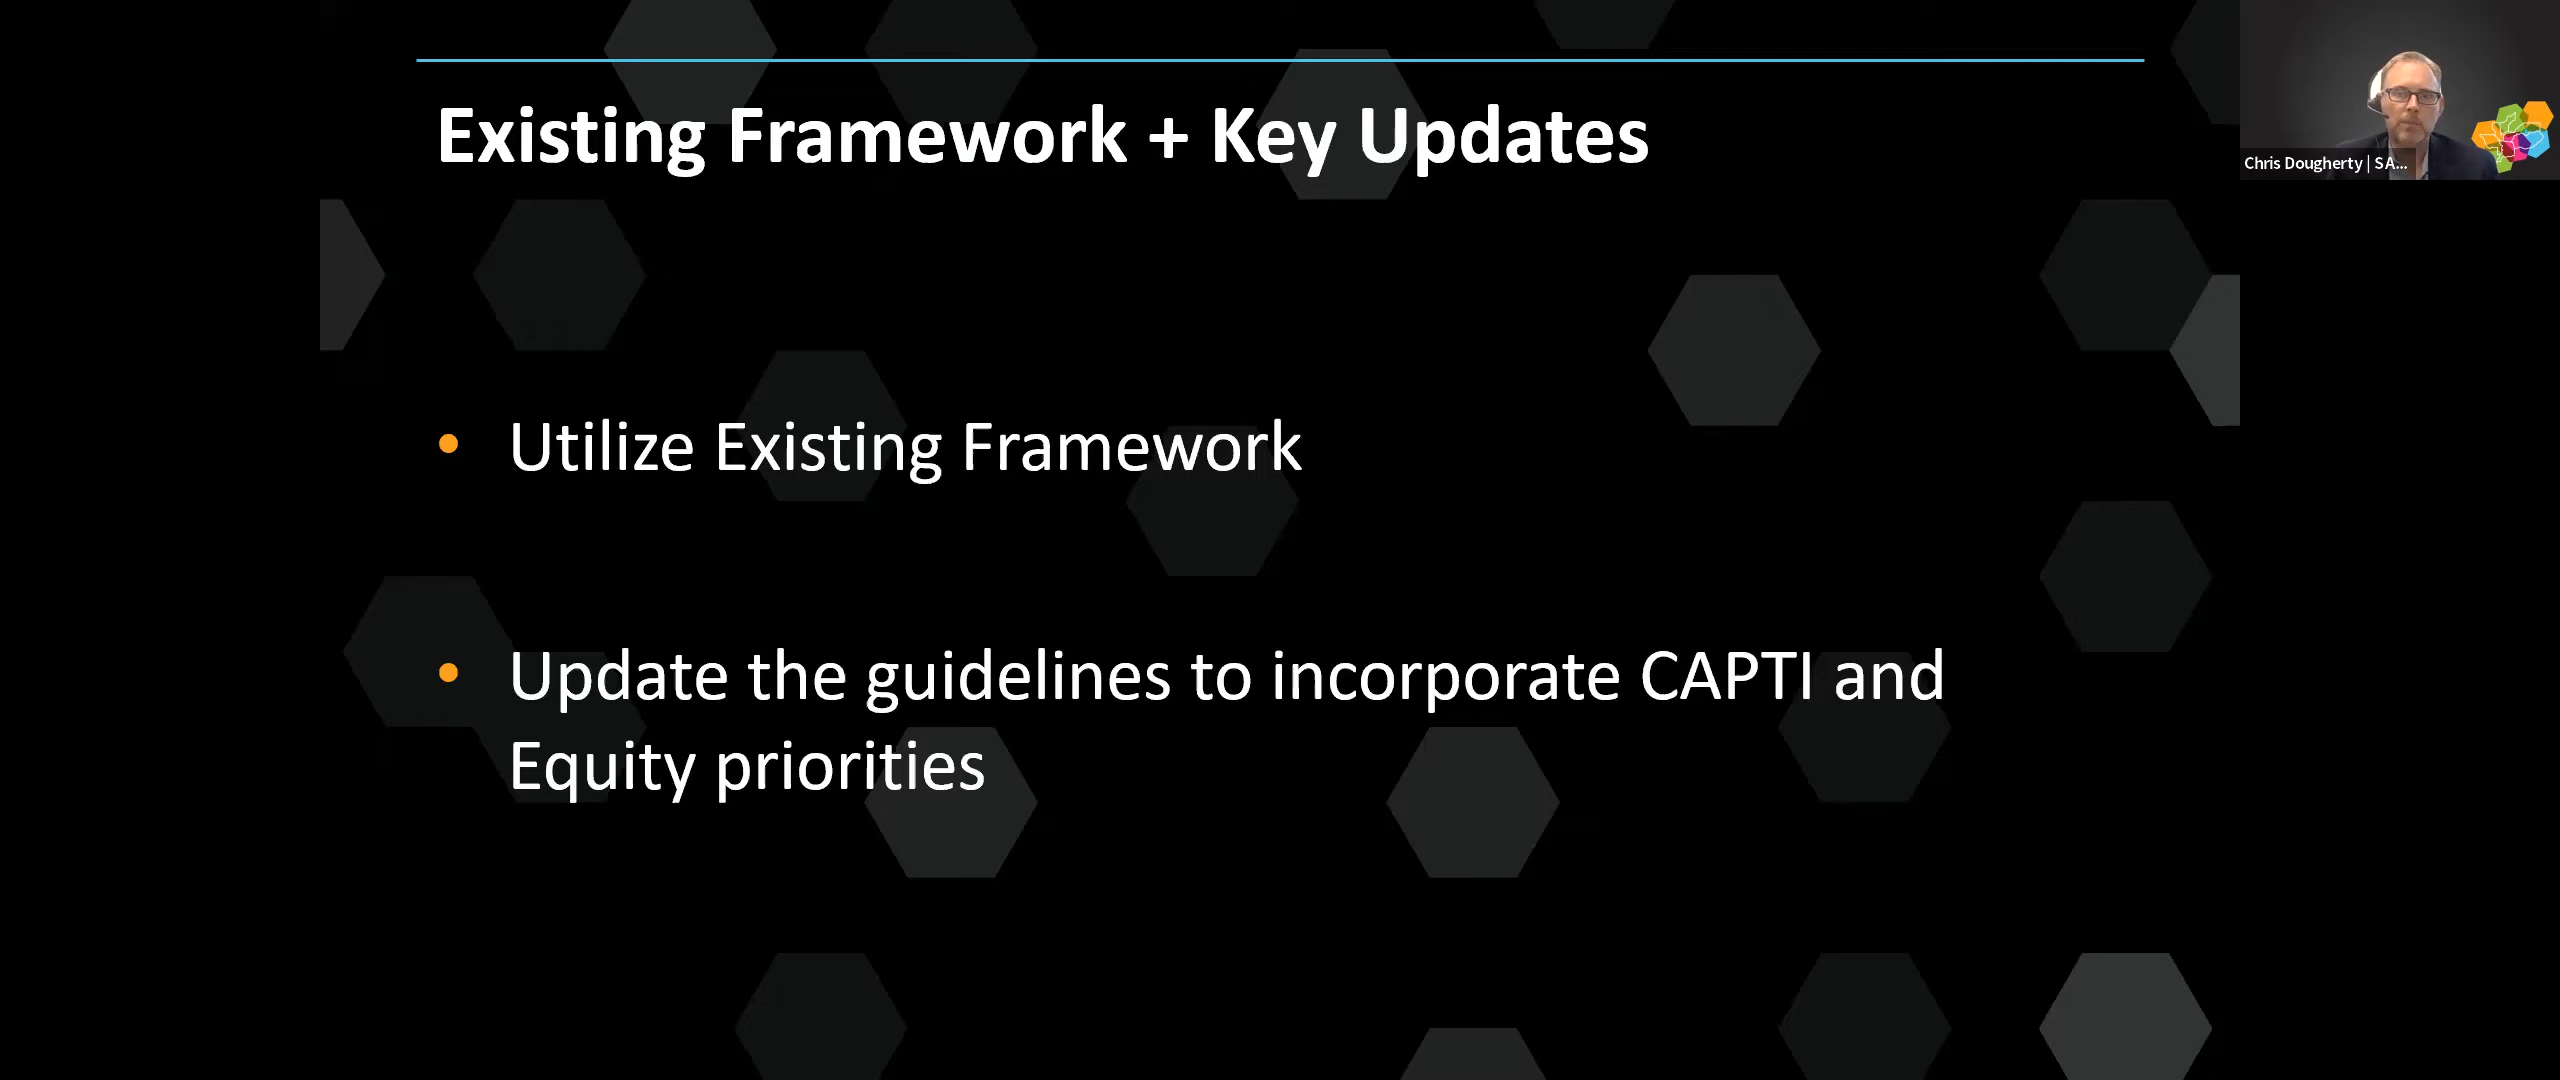 Existing Framework + Key Updates
Chris Dougherty | SA...
• Utilize Existing Framework
• Update the guidelines to incorporate CAPTI and
Equity priorities